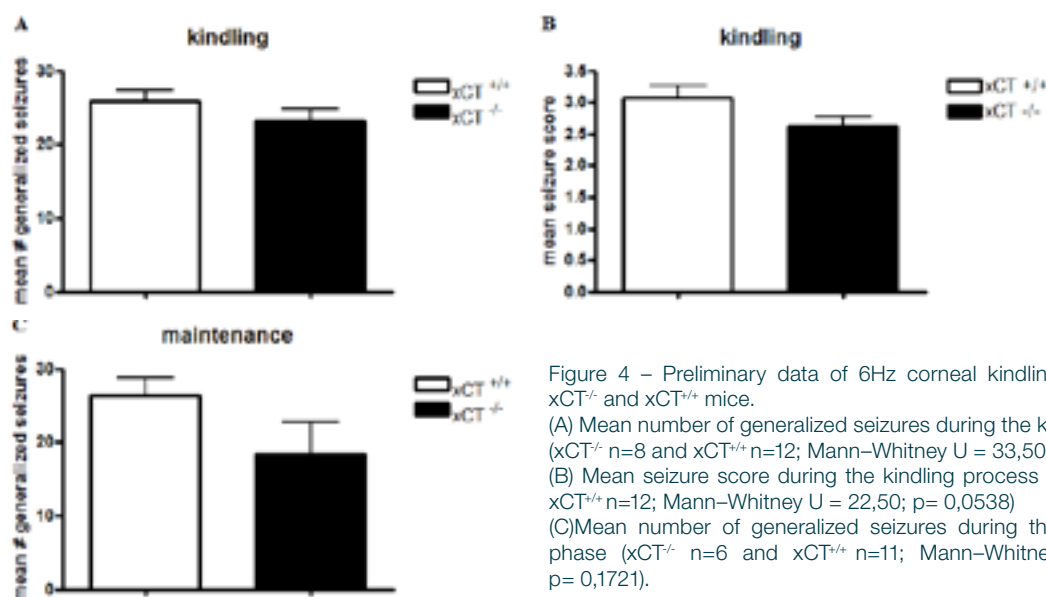 A
kindling
mean # generalized seizures
30
20
10
0
xCT +/+
xCT -/-
B
kindling
mean seizure score
3.5
3.0
2.5
2.0
1.5
1.0
0.5
0.0
xCT +/+
xCT -/-
C
maintenance
mean # generalized seizures
30
20
10
0
xCT +/+
xCT -/-
Figure 4 – Preliminary data of 6Hz corneal
xCT-/- and xCT+/+ mice.
(A) Mean number of generalized seizures during the
(xCT-/- n=8 and xCT+/+ n=12; Mann–Whitney U = 33,50
(B) Mean seizure score during the kindling process
xCT+/+ n=12; Mann–Whitney U = 22,50; p= 0,0538)
(C)Mean number of generalized seizures during
phase (xCT-/- n=6 and xCT+/+ n=11;
p= 0,1721).